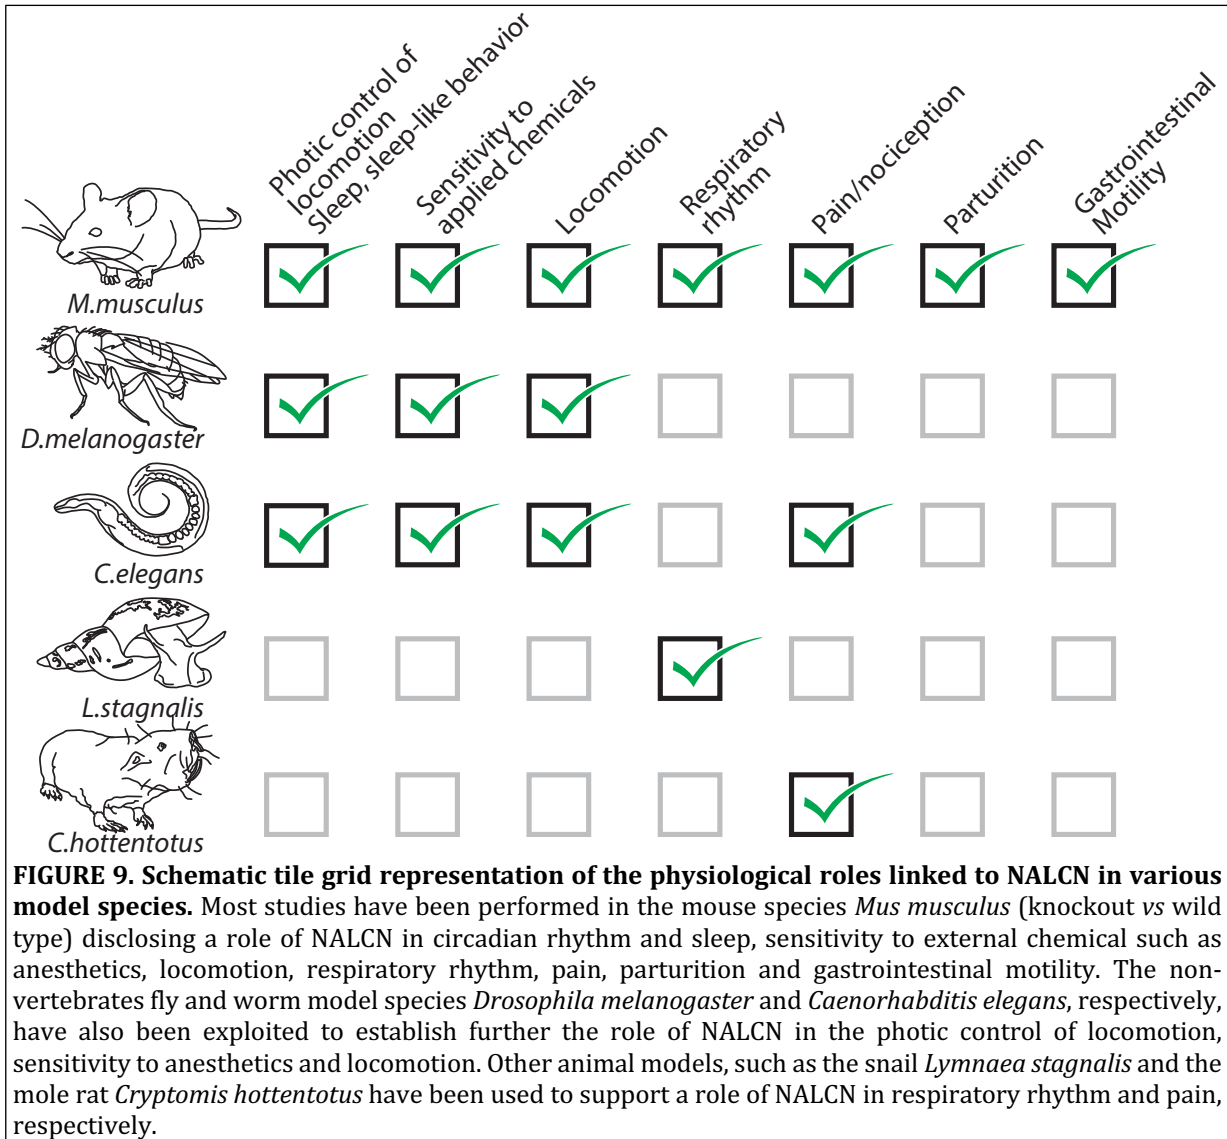 Photic control of
locomotion
Sleep, sleep-like behavior
Sensitivity to
applied chemicals
Locomotion
Respiratory
rhythm
Pain/nociception
Parturition
Gastrointestinal
Motility
M.musculus
D.melanogaster
C.elegans
L.stagnalis
C.hottentotus
FIGURE 9. Schematic tile grid representation of the physiological roles linked to NALCN in various
model species. Most studies have been performed in the mouse species Mus musculus (knockout vs wild
type) disclosing a role of NALCN in circadian rhythm and sleep, sensitivity to external chemical such as
anesthetics, locomotion, respiratory rhythm, pain, parturition and gastrointestinal motility. The non-
vertebrates fly and worm model species Drosophila melanogaster and Caenorhabditis elegans, respectively,
have also been exploited to establish further the role of NALCN in the photic control of locomotion,
sensitivity to anesthetics and locomotion. Other animal models, such as the snail Lymnaea stagnalis and the
mole rat Cryptomis hottentotus have been used to support a role of NALCN in respiratory rhythm and pain,
respectively.